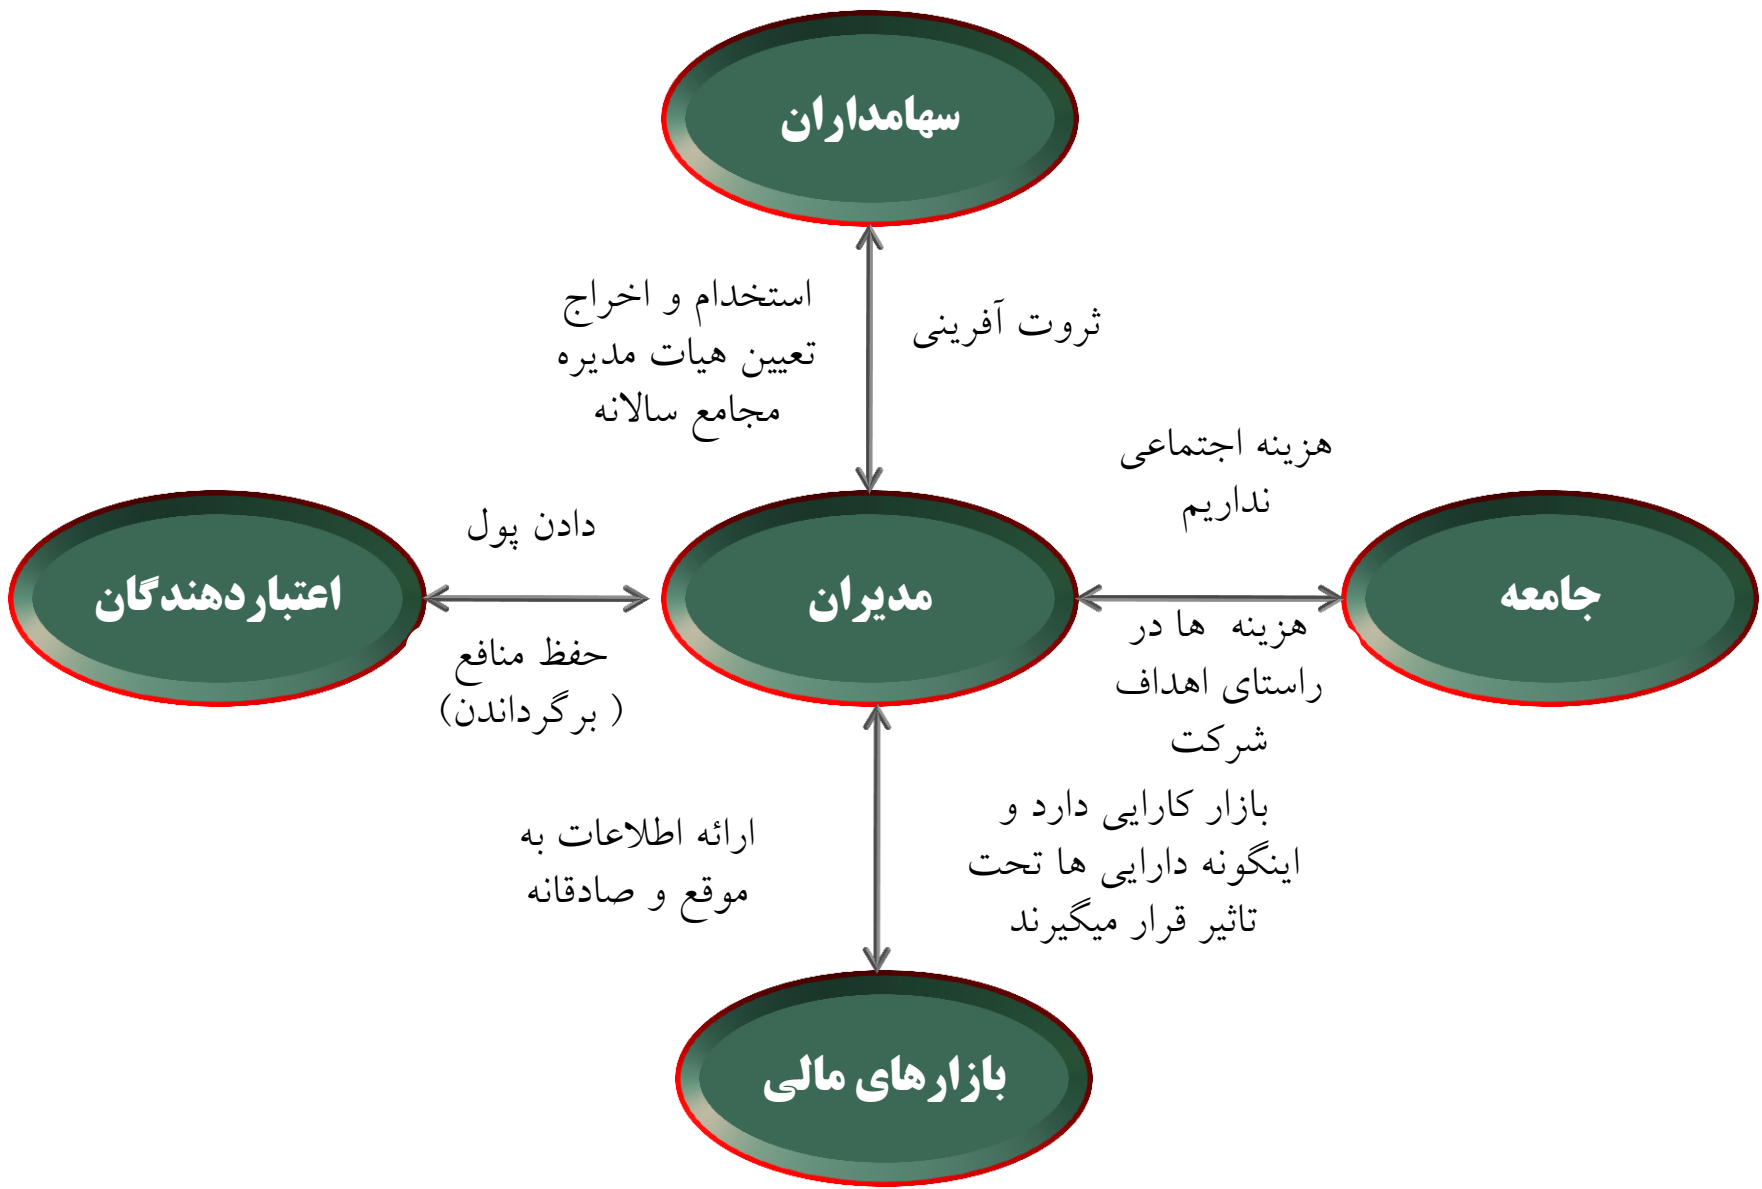 سهامداران
ثروت آفرینی
استخدام و اخراج
تعیین هیات مدیره
مجامع سالانه
هزینه اجتماعی
نداریم
دادن پول
جامعه
مدیران
اعتباردهندگان
هزینه ها در
راستای اهداف
شرکت
حفظ منافع
( برگرداندن)
بازار کارایی دارد و
اینگونه دارایی ها تحت
تاثیر قرار میگیرند
ارائه اطلاعات به
موقع و صادقانه
بازارهای مالی